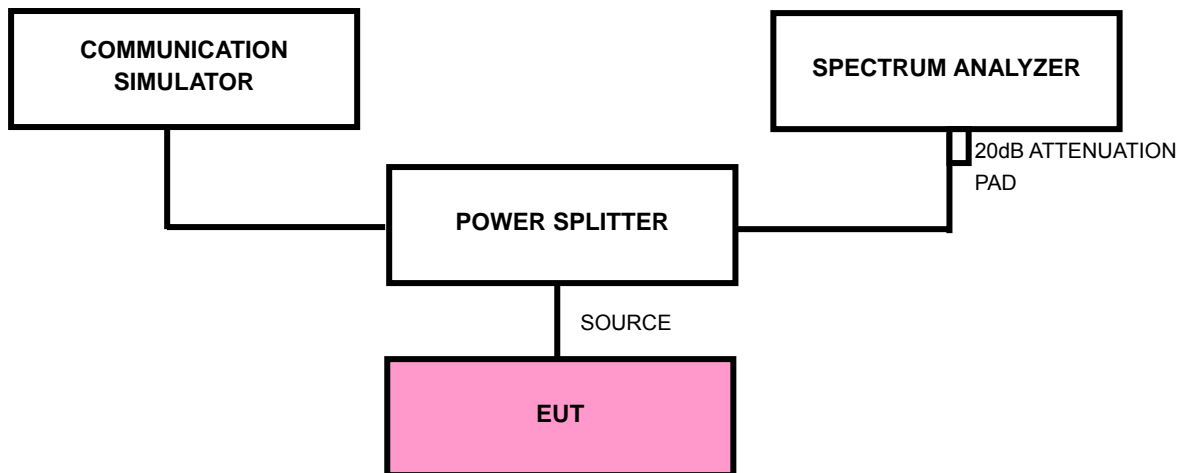 COMMUNICATION
SIMULATOR
SPECTRUM ANALYZER
20dB ATTENUATION
PAD
POWER SPLITTER
SOURCE
EUT